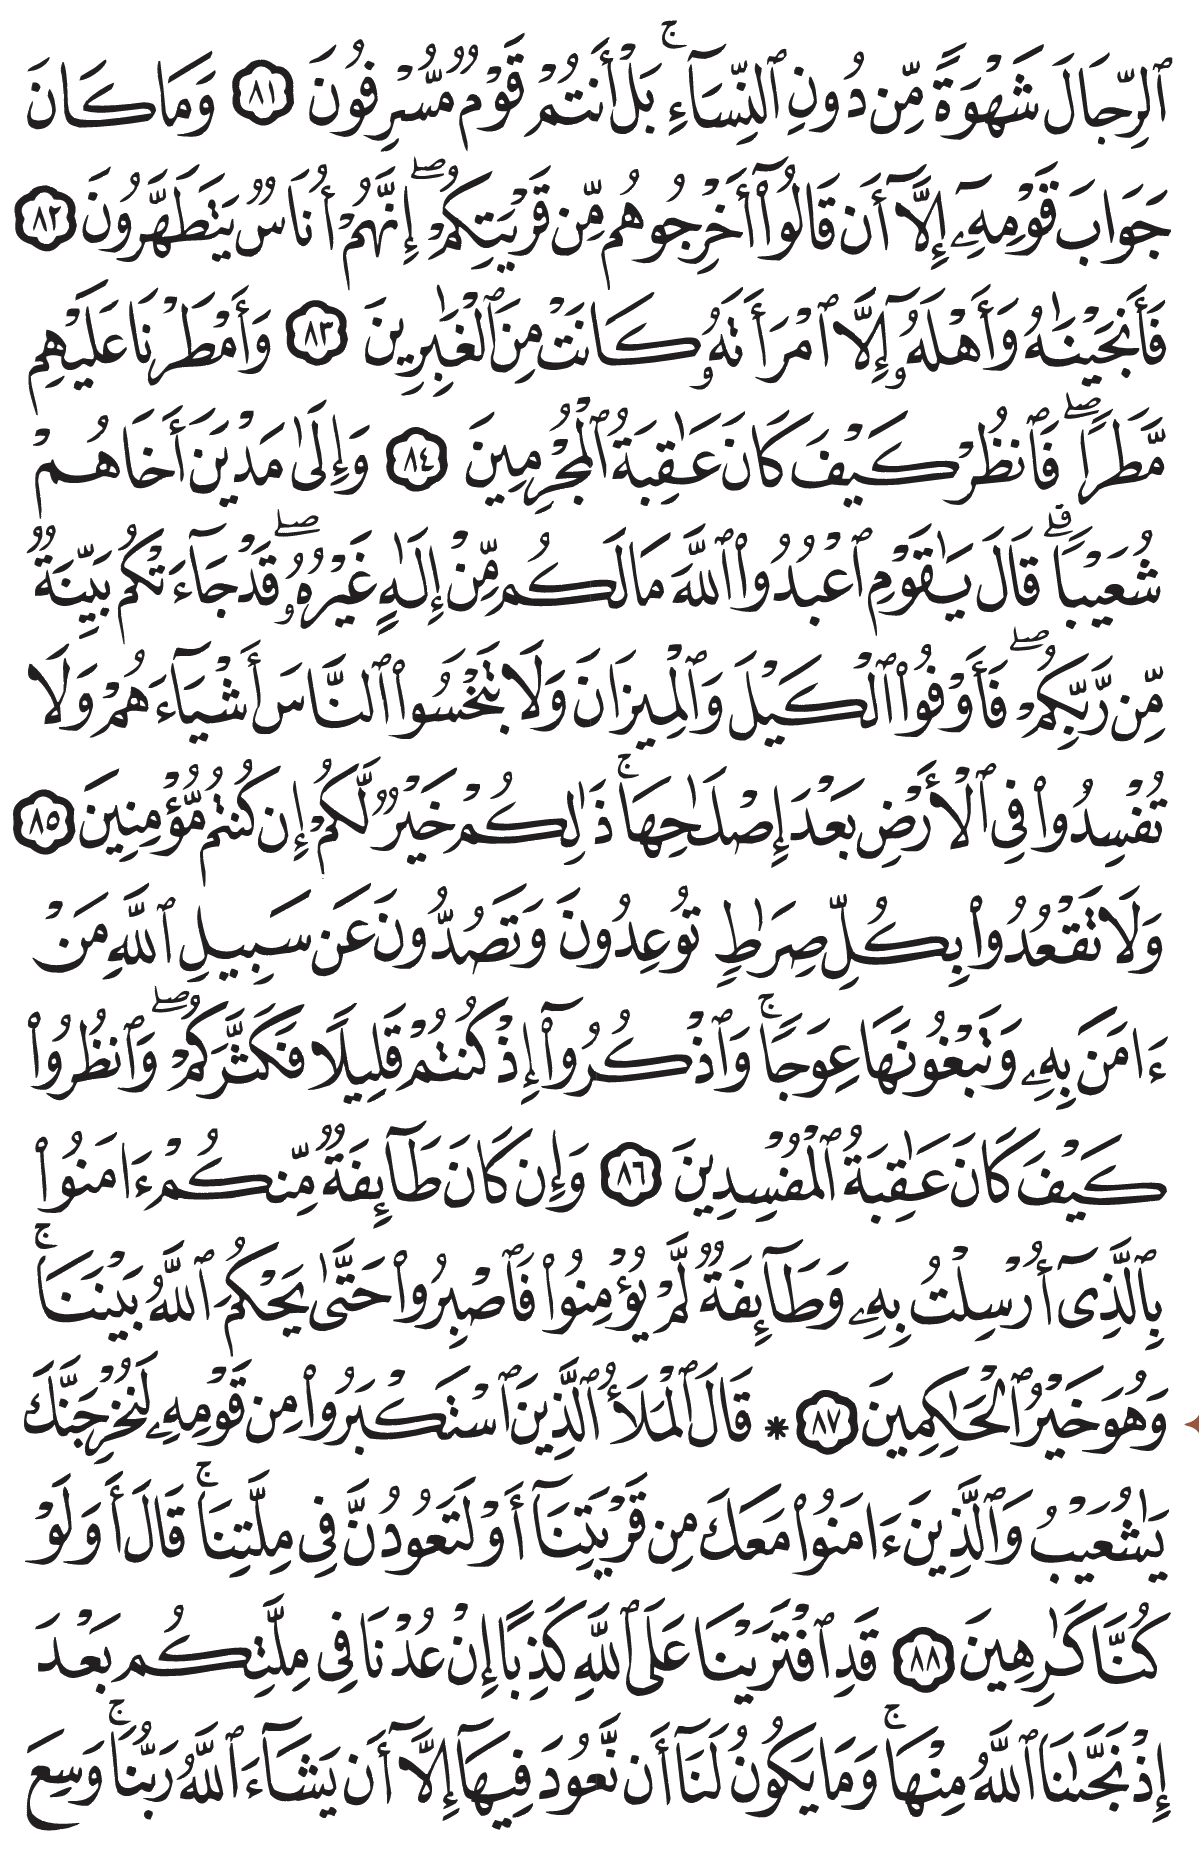 ٱلرِّجَالَ شَهْوَةً مِّن دُونِ ٱلنِّسَآءِ ۚ بَلْ أَنتُمْ قَوْمٌ مُّسْرِفُونَ ٨١ وَمَا كَانَ
جَوَابَ قَوْمِهِۦٓ إِلَّآ أَن قَالُوٓا۟ أَخْرِجُوهُم مِّن قَرْيَتِكُمْ ۖ إِنَّهُمْ أُنَاسٌ يَتَطَهَّرُونَ ٨٢
فَأَنجَيْنَـٰهُ وَأَهْلَهُۥٓ إِلَّا ٱمْرَأَتَهُۥ كَانَتْ مِنَ ٱلْغَـٰبِرِينَ ٨٣ وَأَمْطَرْنَا عَلَيْهِم
مَّطَرًا ۖ فَٱنظُرْ كَيْفَ كَانَ عَـٰقِبَةُ ٱلْمُجْرِمِينَ ٨٤ وَإِلَىٰ مَدْيَنَ أَخَاهُمْ
شُعَيْبًا ۗ قَالَ يَـٰقَوْمِ ٱعْبُدُوا۟ ٱللَّهَ مَا لَكُم مِّنْ إِلَـٰهٍ غَيْرُهُۥ ۖ قَدْ جَآءَتْكُم بَيِّنَةٌ
مِّن رَّبِّكُمْ ۖ فَأَوْفُوا۟ ٱلْكَيْلَ وَٱلْمِيزَانَ وَلَا تَبْخَسُوا۟ ٱلنَّاسَ أَشْيَآءَهُمْ وَلَا
تُفْسِدُوا۟ فِى ٱلْأَرْضِ بَعْدَ إِصْلَـٰحِهَا ۚ ذَٰلِكُمْ خَيْرٌ لَّكُمْ إِن كُنتُم مُّؤْمِنِينَ ٨٥
وَلَا تَقْعُدُوا۟ بِكُلِّ صِرَٰطٍ تُوعِدُونَ وَتَصُدُّونَ عَن سَبِيلِ ٱللَّهِ مَنْ
ءَامَنَ بِهِۦ وَتَبْغُونَهَا عِوَجًا ۚ وَٱذْكُرُوٓا۟ إِذْ كُنتُمْ قَلِيلًا فَكَثَّرَكُمْ ۖ وَٱنظُرُوا۟
كَيْفَ كَانَ عَـٰقِبَةُ ٱلْمُفْسِدِينَ ٨٦ وَإِن كَانَ طَآئِفَةٌ مِّنكُمْ ءَامَنُوا۟
بِٱلَّذِىٓ أُرْسِلْتُ بِهِۦ وَطَآئِفَةٌ لَّمْ يُؤْمِنُوا۟ فَٱصْبِرُوا۟ حَتَّىٰ يَحْكُمَ ٱللَّهُ بَيْنَنَا ۚ
وَهُوَ خَيْرُ ٱلْحَـٰكِمِينَ ٨٧ * قَالَ ٱلْمَلَأُ ٱلَّذِينَ ٱسْتَكْبَرُوا۟ مِن قَوْمِهِۦ لَنُخْرِجَنَّكَ
يَـٰشُعَيْبُ وَٱلَّذِينَ ءَامَنُوا۟ مَعَكَ مِن قَرْيَتِنَآ أَوْ لَتَعُودُنَّ فِى مِلَّتِنَا ۚ قَالَ أَوَلَوْ
كُنَّا كَـٰرِهِينَ ٨٨ قَدِ ٱفْتَرَيْنَا عَلَى ٱللَّهِ كَذِبًا إِنْ عُدْنَا فِى مِلَّتِكُم بَعْدَ
إِذْ نَجَّىٰنَا ٱللَّهُ مِنْهَا ۚ وَمَا يَكُونُ لَنَآ أَن نَّعُودَ فِيهَآ إِلَّآ أَن يَشَآءَ ٱللَّهُ رَبُّنَا ۚ وَسِعَ